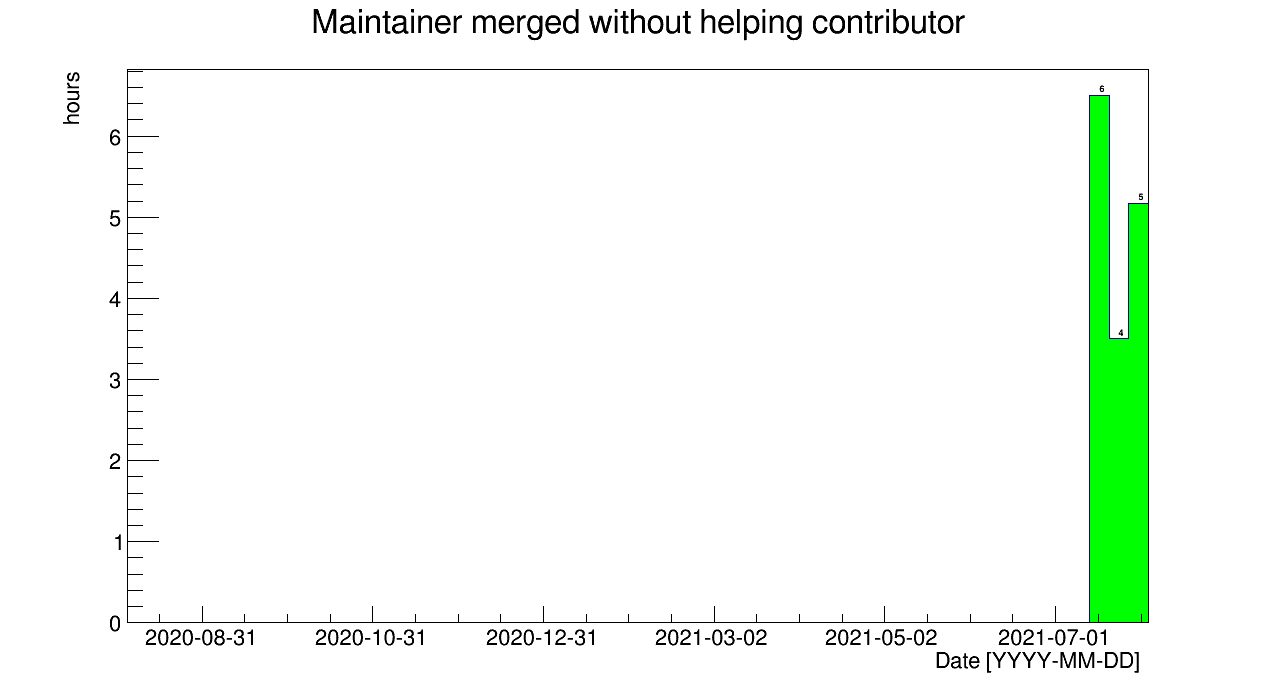 Maintainer merged without helping contributor
hours
6
5
4
3
2
1
0
6
4
5
2020-08-31 2020-10-31 2020-12-31 2021-03-02 2021-05-02 2021-07-01
Date [YYYY-MM-DD]